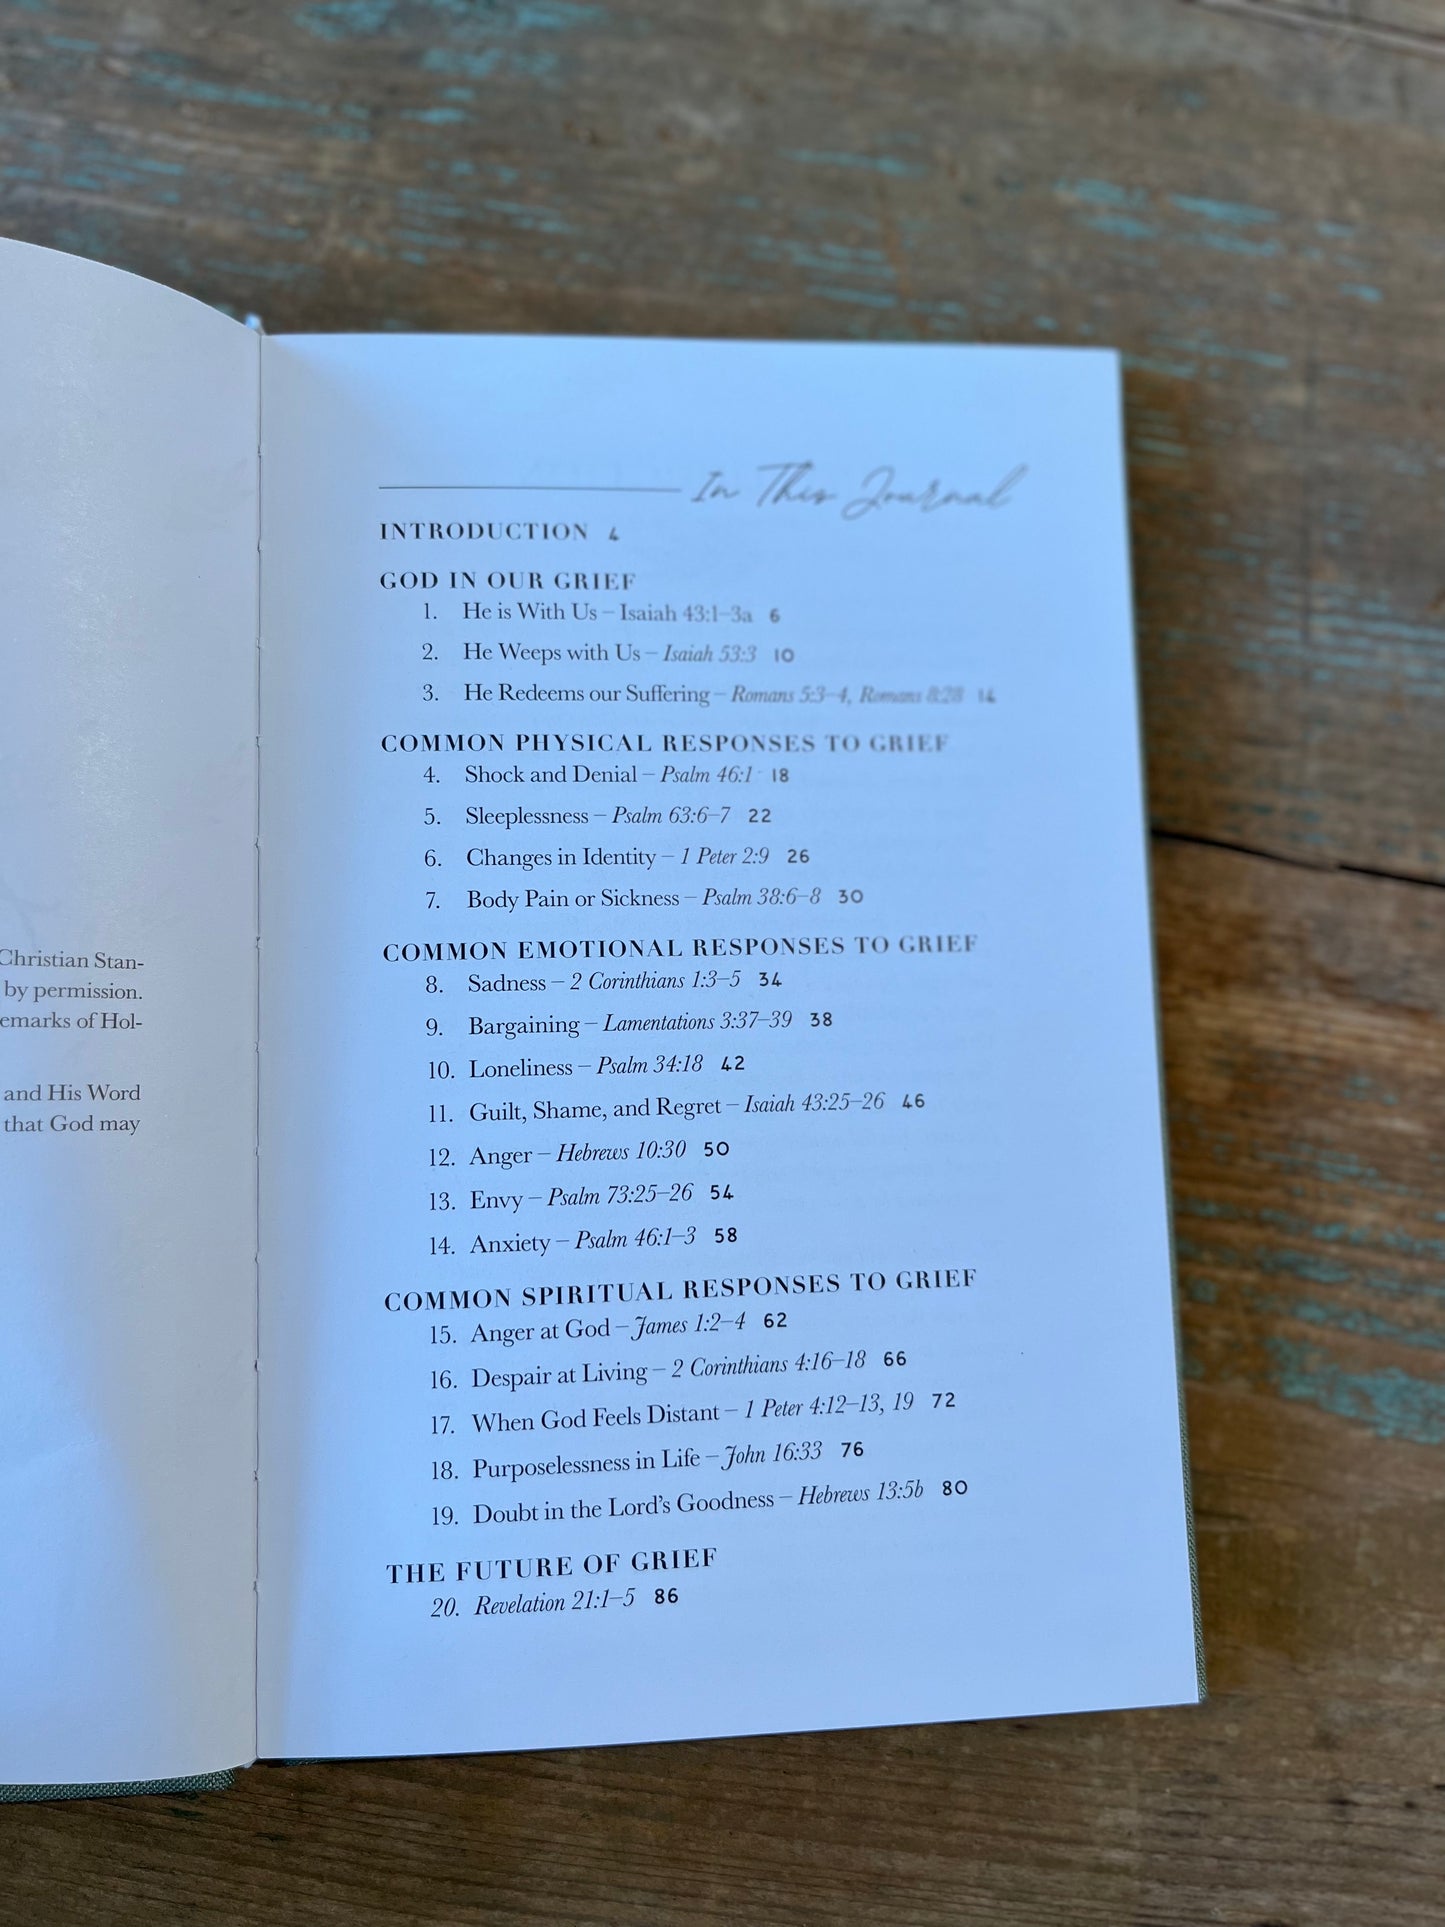 Christian Stan-
by permission.
emarks of Hol-
and His Word
that God may
In This Journal
INTRODUCTION 4
GOD IN OUR GRIEF
1. He is With Us – Isaiah 43:1–3a 6
2. He Weeps with Us – Isaiah 53:3 10
3. He Redeems our Suffering – Romans 5:3–4, Romans 8:28 14
COMMON PHYSICAL RESPONSES TO GRIEF
4. Shock and Denial – Psalm 46:1 18
5. Sleeplessness – Psalm 63:6–7 22
6. Changes in Identity – 1 Peter 2:9 26
7. Body Pain or Sickness – Psalm 38:6–8 30
COMMON EMOTIONAL RESPONSES TO GRIEF
8. Sadness – 2 Corinthians 1:3–5 34
9. Bargaining – Lamentations 3:37–39 38
10. Loneliness – Psalm 34:18 42
11. Guilt, Shame, and Regret – Isaiah 43:25–26 46
12. Anger – Hebrews 10:30 50
13. Envy – Psalm 73:25–26 54
14. Anxiety – Psalm 46:1–3 58
COMMON SPIRITUAL RESPONSES TO GRIEF
15. Anger at God – James 1:2–4 62
16. Despair at Living – 2 Corinthians 4:16–18 66
17. When God Feels Distant – 1 Peter 4:12–13, 19 72
18. Purposelessness in Life – John 16:33 76
19. Doubt in the Lord's Goodness – Hebrews 13:5b 80
THE FUTURE OF GRIEF
20. Revelation 21:1–5 86